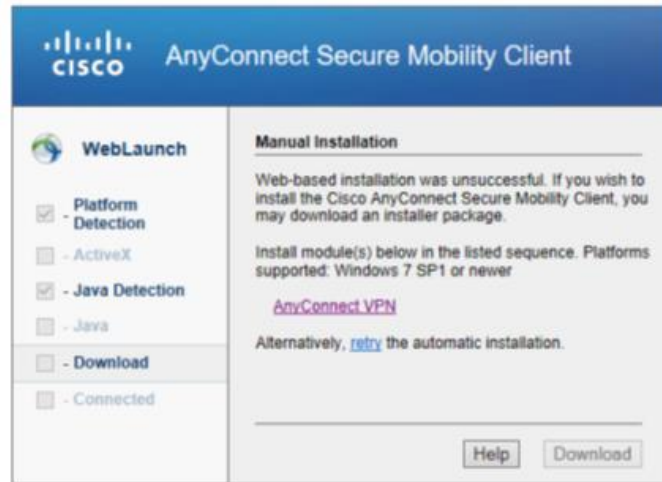 CISCO
AnyConnect Secure Mobility Client
WebLaunch
- Platform
Detection
- ActiveX
- Java Detection
- Java
- Download
- Connected
Manual Installation
Web-based installation was unsuccessful. If you wish to
install the Cisco AnyConnect Secure Mobility Client, you
may download an installer package.
Install module(s) below in the listed sequence. Platforms
supported: Windows 7 SP1 or newer
AnyConnect VPN
Alternatively, retry the automatic installation.
Help
Download